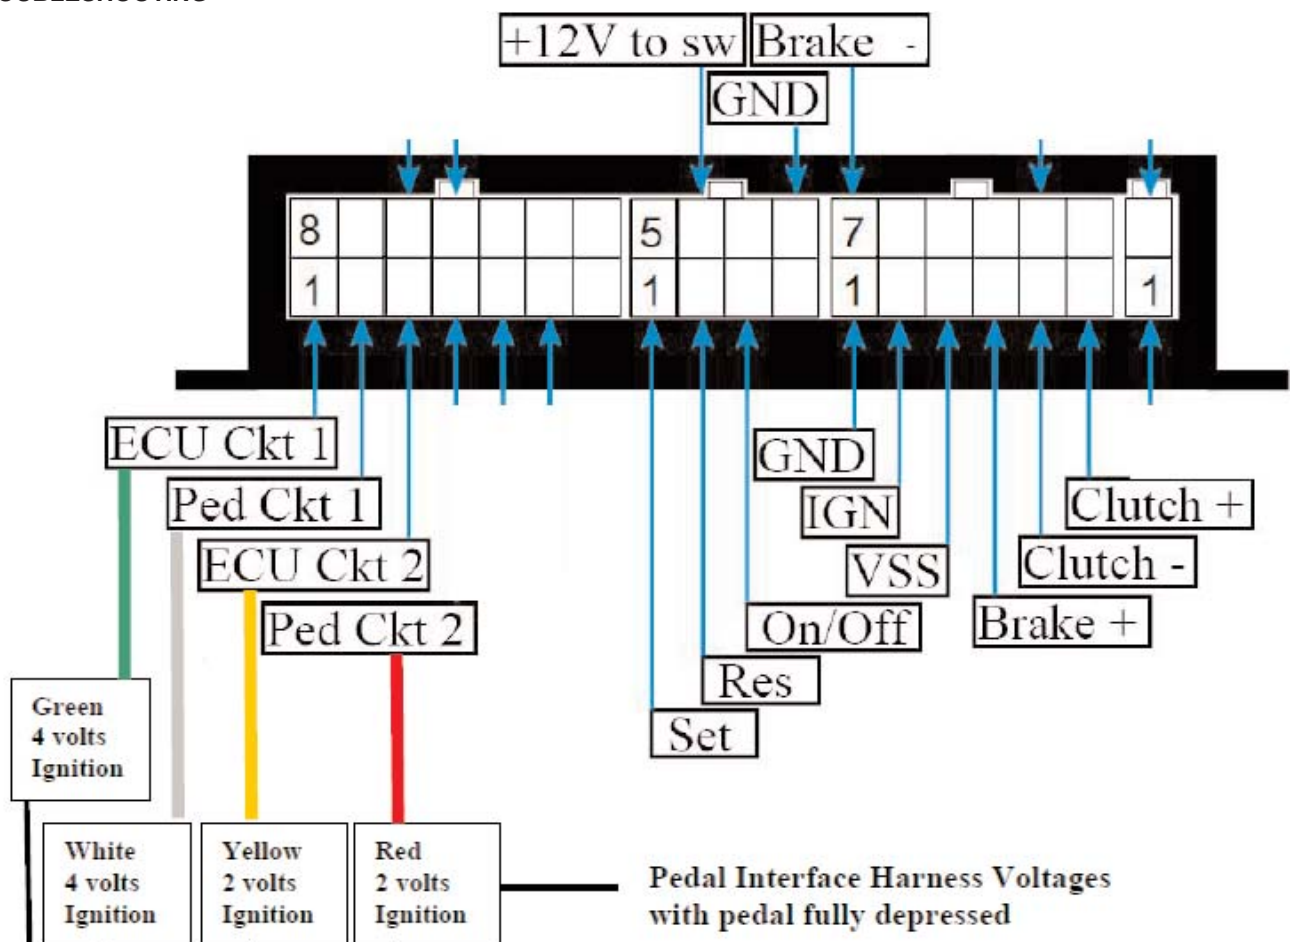 +12V to sw
Brake -
GND
8
5
7
1
1
1
1
ECU Ckt 1
Ped Ckt 1
ECU Ckt 2
Ped Ckt 2
GND
IGN
VSS
On/Off
Res
Set
Clutch +
Clutch -
Brake +
Green
4 volts
Ignition
White
4 volts
Ignition
Yellow
2 volts
Ignition
Red
2 volts
Ignition
Pedal Interface Harness Voltages
with pedal fully depressed